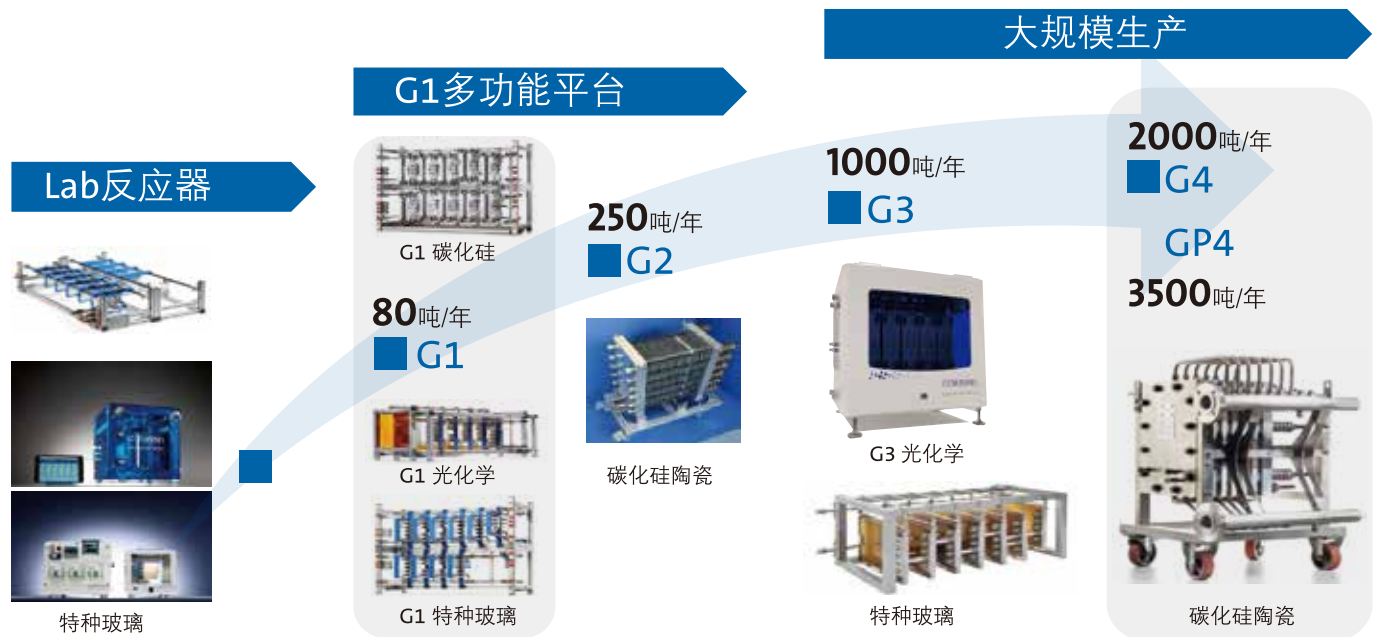 Lab反应器
特种玻璃
G1多功能平台
G1 碳化硅
80吨/年
G1
G1 光化学
G1 特种玻璃
250吨/年
G2
碳化硅陶瓷
大规模生产
1000吨/年
G3
G3 光化学
特种玻璃
2000吨/年
G4
GP4
3500吨/年
碳化硅陶瓷